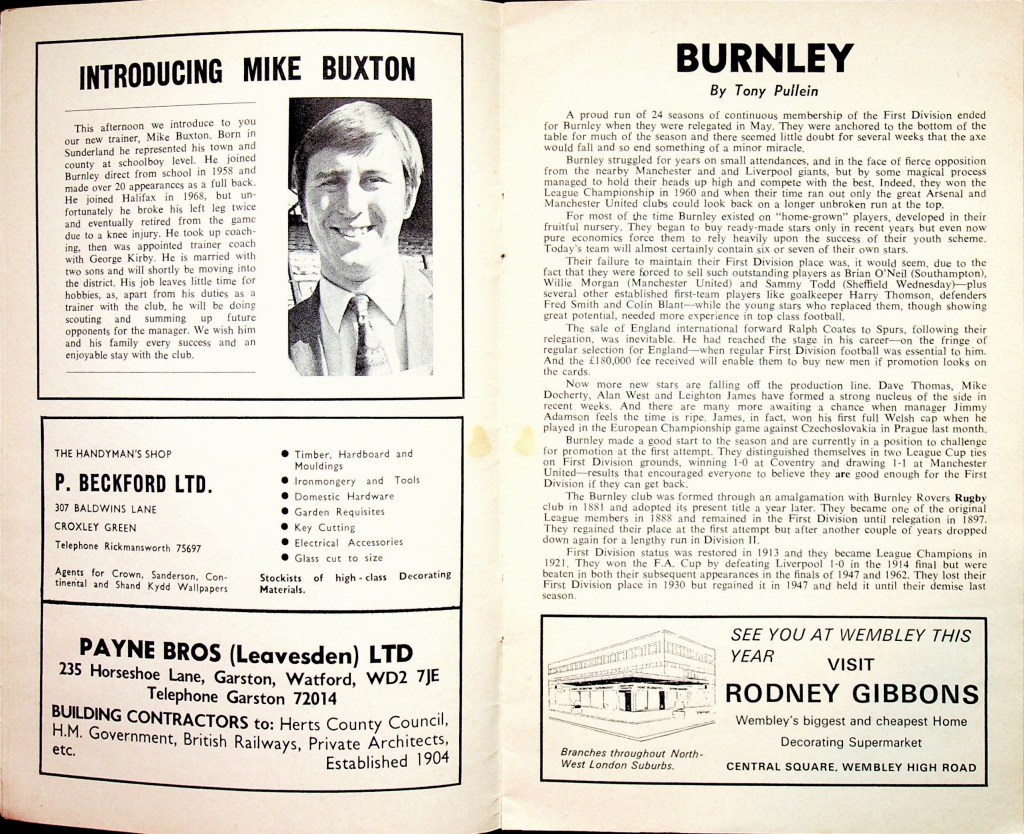 INTRODUCING MIKE BUXTON
This afternoon we introduce to you
our new trainer, Mike Buxton. Born in
Sunderland he represented his town and
county at schoolboy level. He joined
Burnley direct from school in 1958 and
made over 20 appearances as a full back.
He joined Halifax in 1968, but un-
fortunately he broke his left leg twice
and eventually retired from the game
due to a knee injury. He took up coach-
ing, then was appointed trainer coach
with George Kirby. He is married with
two sons and will shortly be moving into
the district. His job leaves little time for
hobbies, as, apart from his duties as a
trainer with the club, he will be doing
scouting and summing up future
opponents for the manager. We wish him
and his family every success and an
enjoyable stay with the club.
THE HANDYMAN'S SHOP
P. BECKFORD LTD.
307 BALDWINS LANE
CROXLEY GREEN
Telephone Rickmansworth 75697
Agents for Crown, Sanderson, Con-
tinental and Shand Kydd Wallpapers
● Timber, Hardboard and
Mouldings
● Ironmongery and Tools
● Domestic Hardware
● Garden Requisites
● Key Cutting
● Electrical Accessories
● Glass cut to size
Stockists of high-class Decorating
Materials.
PAYNE BROS (Leavesden) LTD
235 Horseshoe Lane, Garston, Watford, WD2 7JE
Telephone Garston 72014
BUILDING CONTRACTORS to: Herts County Council,
H.M. Government, British Railways, Private Architects,
etc.
Established 1904
BURNLEY
By Tony Pullein
A proud run of 24 seasons of continuous membership of the First Division ended
for Burnley when they were relegated in May. They were anchored to the bottom of the
table for much of the season and there seemed little doubt for several weeks that the axe
would fall and so end something of a minor miracle.
Burnley struggled for years on small attendances, and in the face of fierce opposition
from the nearby Manchester and and Liverpool giants, but by some magical process
managed to hold their heads up high and compete with the best. Indeed, they won the
League Championship in 1960 and when their time ran out only the great Arsenal and
Manchester United clubs could look back on a longer unbroken run at the top.
For most of the time Burnley existed on "home-grown" players, developed in their
fruitful nursery. They began to buy ready-made stars only in recent years but even now
pure economics force them to rely heavily upon the success of their youth scheme.
Today's team will almost certainly contain six or seven of their own stars.
Their failure to maintain their First Division place was, it would seem, due to the
fact that they were forced to sell such outstanding players as Brian O'Neil (Southampton),
Willie Morgan (Manchester United) and Sammy Todd (Sheffield Wednesday)—plus
several other established first-team players like goalkeeper Harry Thomson, defenders
Fred Smith and Colin Blant—while the young stars who replaced them, though showing
great potential, needed more experience in top class football.
The sale of England international forward Ralph Coates to Spurs, following their
relegation, was inevitable. He had reached the stage in his career—on the fringe of
regular selection for England—when regular First Division football was essential to him.
And the £180,000 fee received will enable them to buy new men if promotion looks on
the cards.
Now more new stars are falling off the production line. Dave Thomas, Mike
Docherty, Alan West and Leighton James have formed a strong nucleus of the side in
recent weeks. And there are many more awaiting a chance when manager Jimmy
Adamson feels the time is ripe. James, in fact, won his first full Welsh cap when he
played in the European Championship game against Czechoslovakia in Prague last month.
Burnley made a good start to the season and are currently in a position to challenge
for promotion at the first attempt. They distinguished themselves in two League Cup ties
on First Division grounds, winning 1-0 at Coventry and drawing 1-1 at Manchester
United—results that encouraged everyone to believe they are good enough for the First
Division if they can get back.
The Burnley club was formed through an amalgamation with Burnley Rovers Rugby
club in 1881 and adopted its present title a year later. They became one of the original
League members in 1888 and remained in the First Division until relegation in 1897.
They regained their place at the first attempt but after another couple of years dropped
down again for a lengthy run in Division II.
First Division status was restored in 1913 and they became League Champions in
1921. They won the F.A. Cup by defeating Liverpool 1-0 in the 1914 final but were
beaten in both their subsequent appearances in the finals of 1947 and 1962. They lost their
First Division place in 1930 but regained it in 1947 and held it until their demise last
season.
SEE YOU AT WEMBLEY THIS
YEAR
VISIT
RODNEY GIBBONS
Wembley's biggest and cheapest Home
Decorating Supermarket
CENTRAL SQUARE, WEMBLEY HIGH ROAD
Branches throughout North-
West London Suburbs.